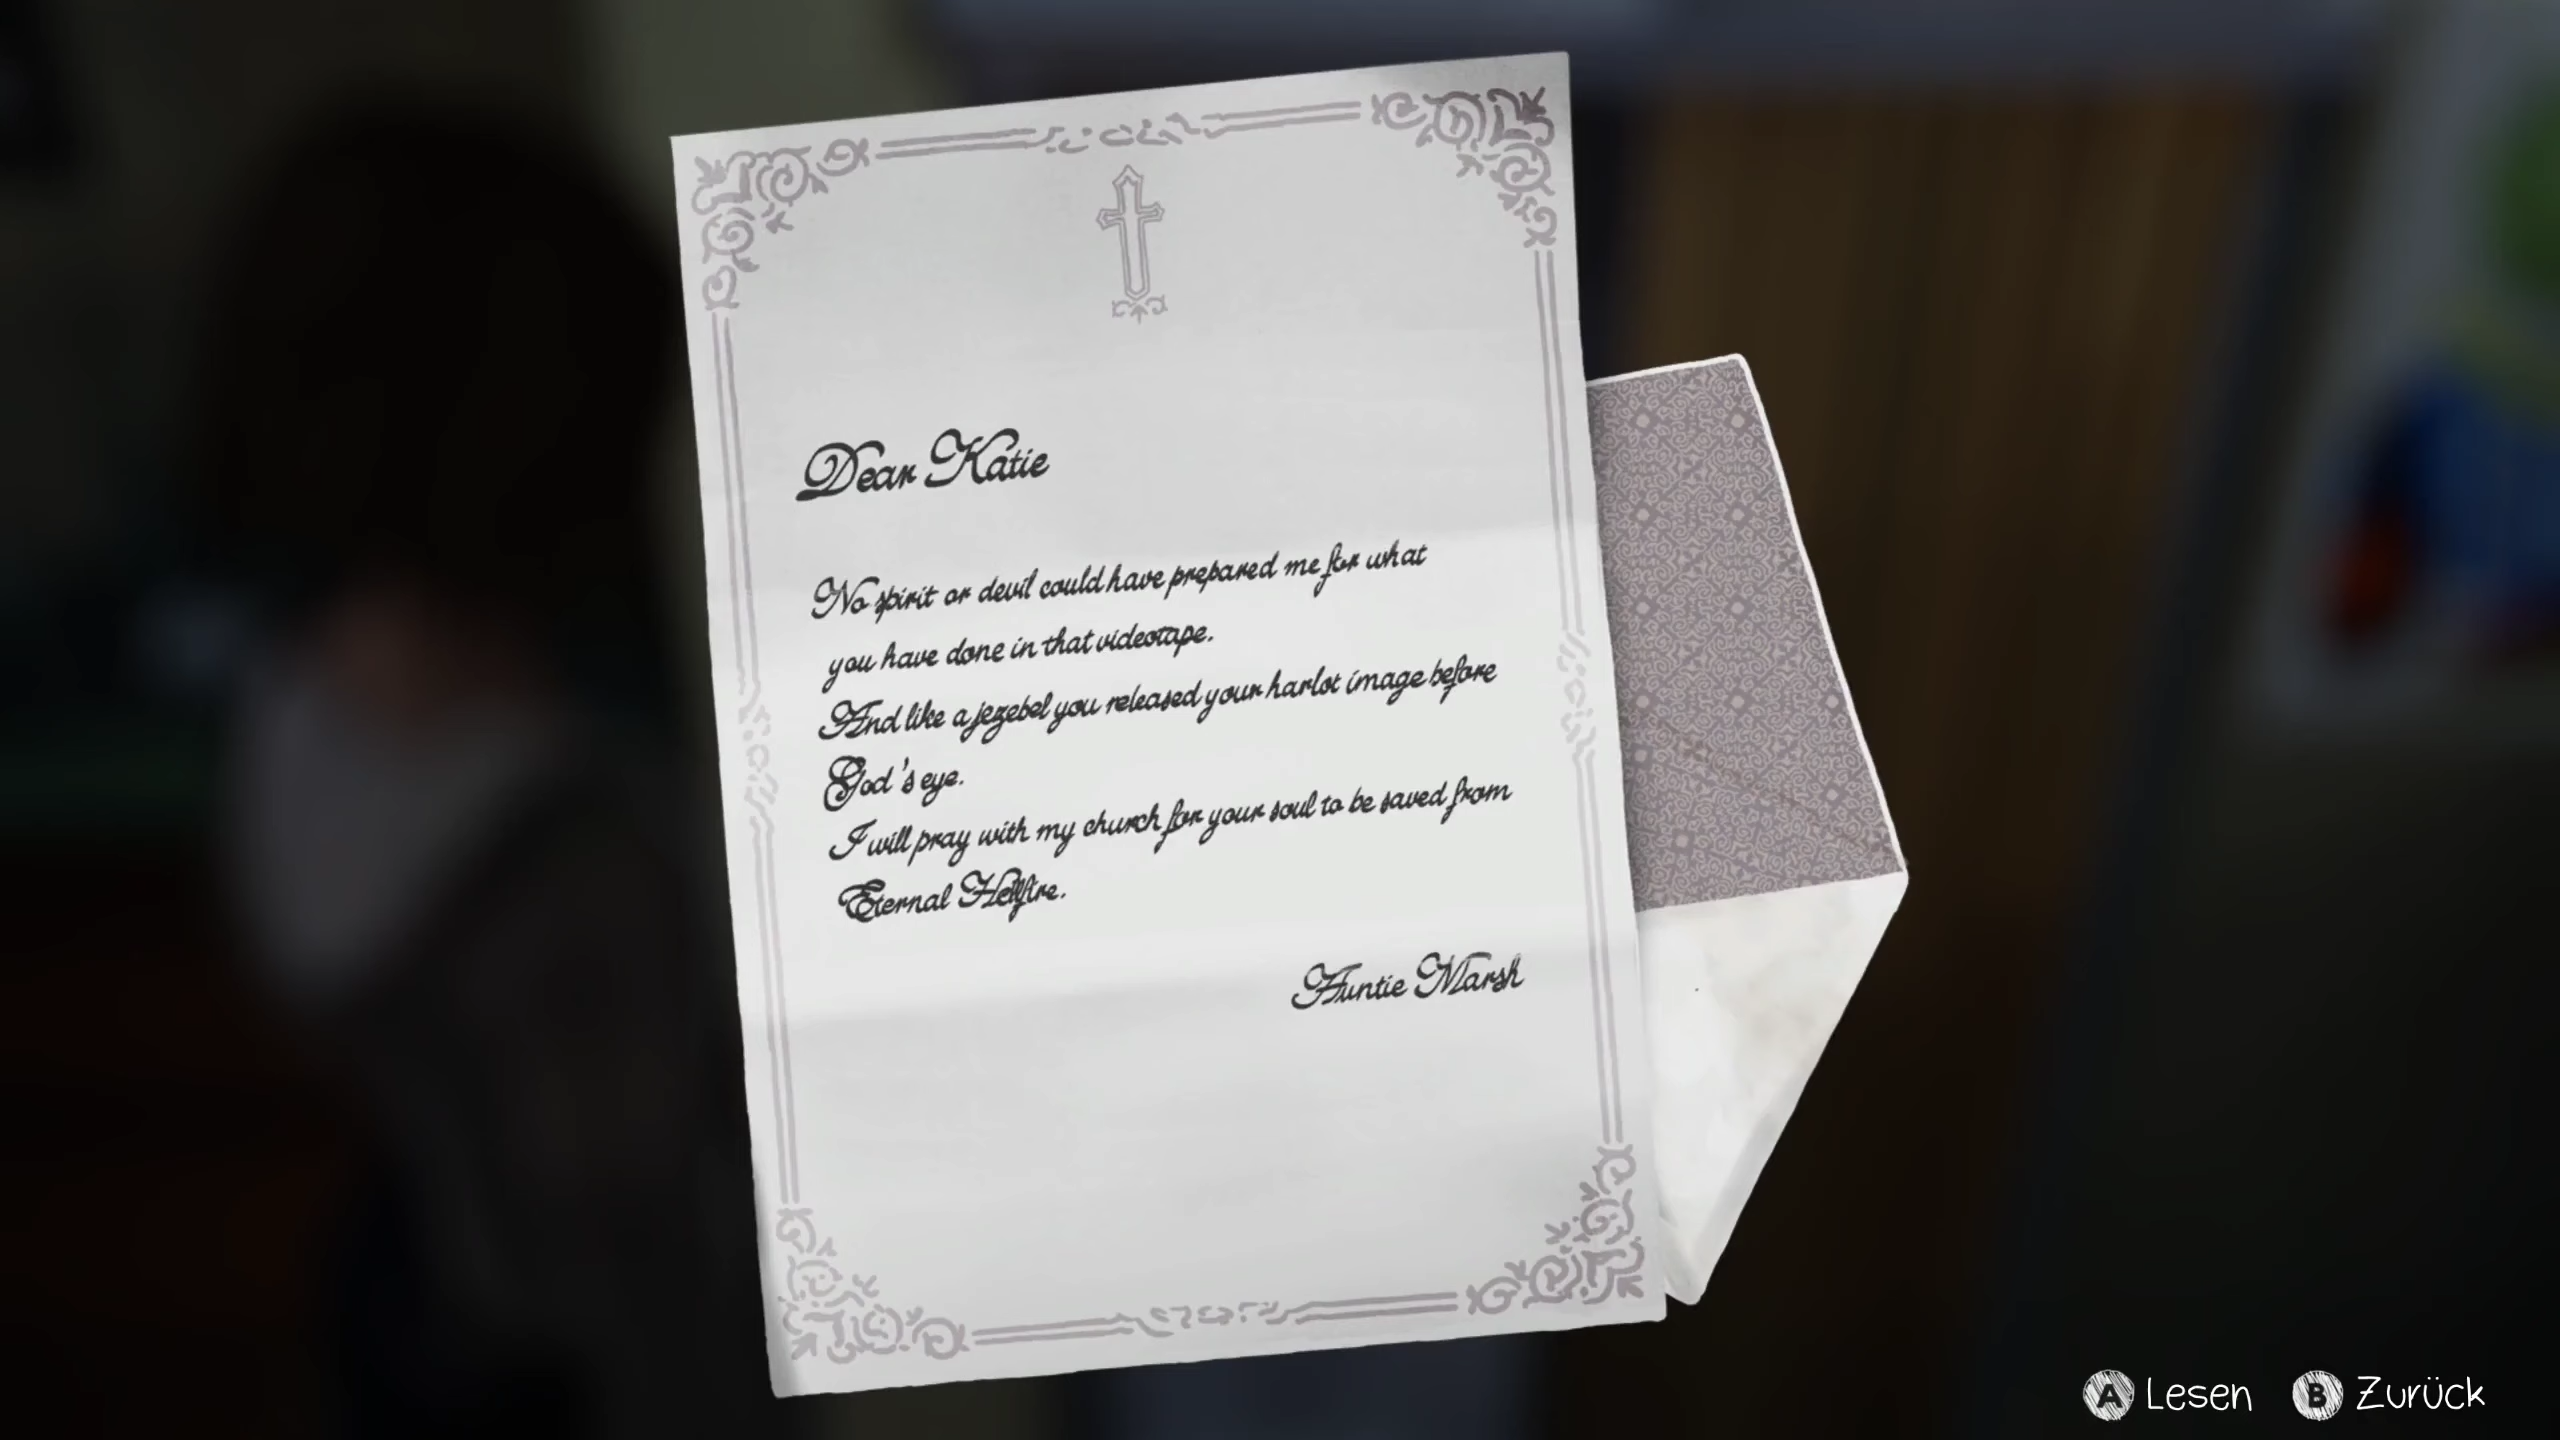 Dear Katie
No spirit or devil could have prepared me for what
you have done in that videotape.
And like a jezebel you released your harlot image before
God's eye.
I will pray with my church for your soul to be saved from
Eternal Hellfire.
Auntie Marsh
A Lesen B Zurück